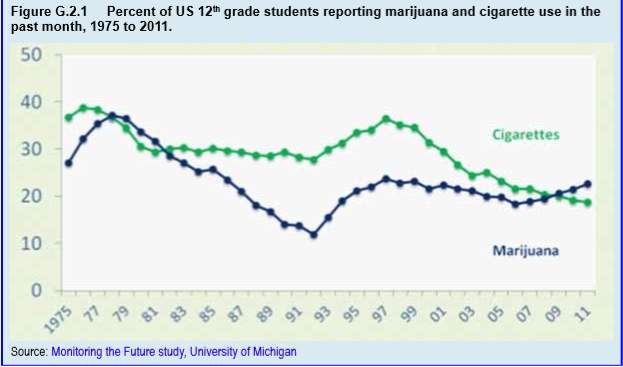 Figure G.2.1 Percent of US 12th grade students reporting marijuana and cigarette use in the
past month, 1975 to 2011.
50
40
30
20
10
0
Cigarettes
Marijuana
1975 77 79 81 83 85 87 89 91 93 95 97 99 01 03 05 07 09 11
Source: Monitoring the Future study, University of Michigan